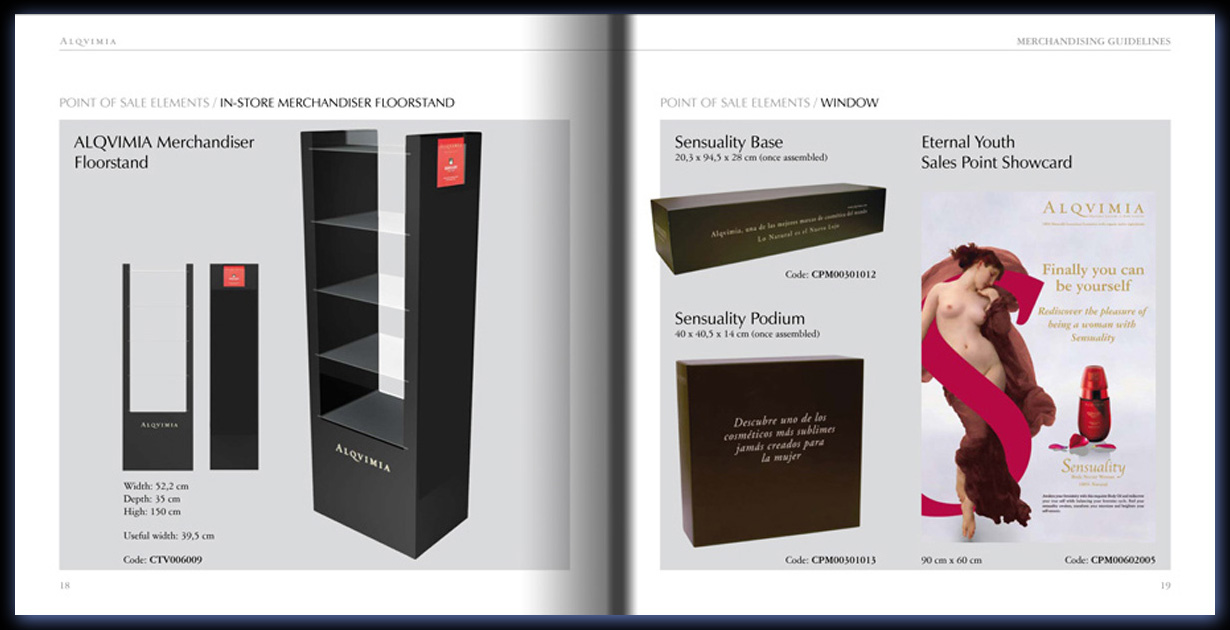 ALQVIMIA
MERCHANDISING GUIDELINES
POINT OF SALE ELEMENTS / IN-STORE MERCHANDISER FLOORSTAND
ALQVIMIA Merchandiser
Floorstand
ALQVIMIA
Width: 52,2 cm
Depth: 35 cm
High: 150 cm
Useful width: 39,5 cm
Code: CTV006009
ALQVIMIA
18
POINT OF SALE ELEMENTS / WINDOW
Sensuality Base
20,3 x 94,5 x 28 cm (once assembled)
Alqvimia, una de las mejores marcas de cosmética del mundo
Lo Natural es el Nuevo Lujo
Code: CPM00301012
Sensuality Podium
40 x 40,5 x 14 cm (once assembled)
Descubre uno de los
cosméticos más sublimes
jamás creados para
la mujer
Code: CPM00301013
Eternal Youth
Sales Point Showcard
ALQVIMIA
Finally you can
be yourself
Rediscover the pleasure of
being a woman with
Sensuality
S
Sensuality
90 cm x 60 cm
Code: CPM00602005
19